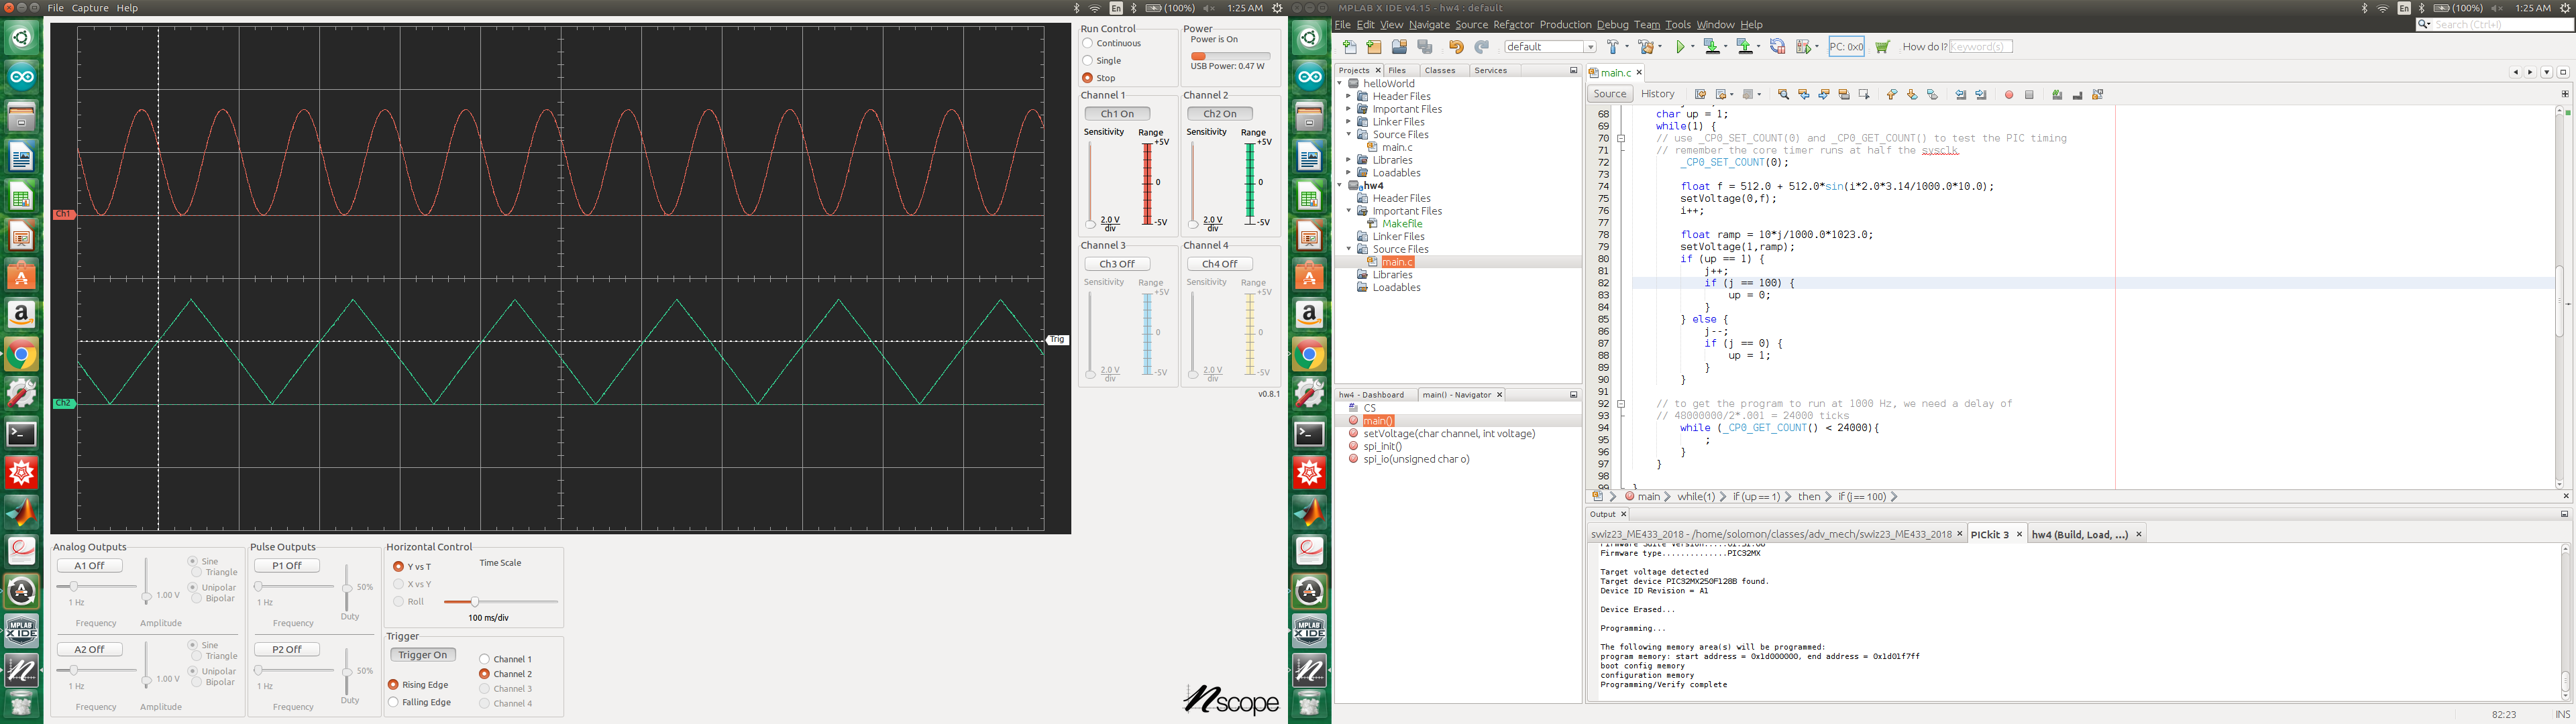 File Capture Help
En (100%) 1:25 AM
Ch1
Ch2
Trig
Run Control
Continuous
Single
Stop
Power
Power is On
USB Power: 0.47 W
Channel 1
Ch1 On
Sensitivity Range
+5V
0
-5V
2.0 V
div
Channel 2
Ch2 On
Sensitivity Range
+5V
0
-5V
2.0 V
div
Channel 3
Ch3 Off
Sensitivity Range
+5V
0
-5V
2.0 V
div
Channel 4
Ch4 Off
Sensitivity Range
+5V
0
-5V
2.0 V
div
v0.8.1
Analog Outputs
A1 Off
1 Hz
Frequency
1.00 V
Amplitude
Sine
Triangle
Unipolar
Bipolar
A2 Off
1 Hz
Frequency
1.00 V
Amplitude
Sine
Triangle
Unipolar
Bipolar
Pulse Outputs
P1 Off
1 Hz
Frequency
50%
Duty
P2 Off
1 Hz
Frequency
50%
Duty
Horizontal Control
Y vs T
X vs Y
Roll
Time Scale
100 ms/div
Trigger
Trigger On
Rising Edge
Falling Edge
Channel 1
Channel 2
Channel 3
Channel 4
nscope
MPLAB X IDE v4.15 - hw4 : default
En (100%) 1:25 AM
File Edit View Navigate Source Refactor Production Debug Team Tools Window Help
Search (Ctrl+I)
default
PC: 0x0
How do I? Keyword(s)
Projects Files Classes Services
helloWorld
Header Files
Important Files
Linker Files
Source Files
main.c
Libraries
Loadables
hw4
Header Files
Important Files
Makefile
Linker Files
Source Files
main.c
Libraries
Loadables
hw4 - Dashboard main() - Navigator
CS
main()
setVoltage(char channel, int voltage)
spi_init()
spi_io(unsigned char o)
main.c
Source History
68 char up = 1;
69 while(1) {
70 // use _CP0_SET_COUNT(0) and _CP0_GET_COUNT() to test the PIC timing
71 // remember the core timer runs at half the sysclk
72 _CP0_SET_COUNT(0);
73
74 float f = 512.0 + 512.0*sin(i*2.0*3.14/1000.0*10.0);
75 setVoltage(0,f);
76 i++;
77
78 float ramp = 10*j/1000.0*1023.0;
79 setVoltage(1,ramp);
80 if (up == 1) {
81 j++;
82 if (j == 100) {
83 up = 0;
84 }
85 } else {
86 j--;
87 if (j == 0) {
88 up = 1;
89 }
90 }
91
92 // to get the program to run at 1000 Hz, we need a delay of
93 // 48000000/2*.001 = 24000 ticks
94 while (_CP0_GET_COUNT() < 24000){
95 ;
96 }
97 }
98
99 }
main while(1) if (up == 1) then if (j == 100)
Output
swiz23_ME433_2018 - /home/solomon/classes/adv_mech/swiz23_ME433_2018 PICkit 3 hw4 (Build, Load, ...)
Firmware type..............PIC32MX
Target voltage detected
Target device PIC32MX250F128B found.
Device ID Revision = A1
Device Erased...
Programming...
The following memory area(s) will be programmed:
program memory: start address = 0x1d000000, end address = 0x1d01f7ff
boot config memory
configuration memory
Programming/Verify complete
82:23 INS